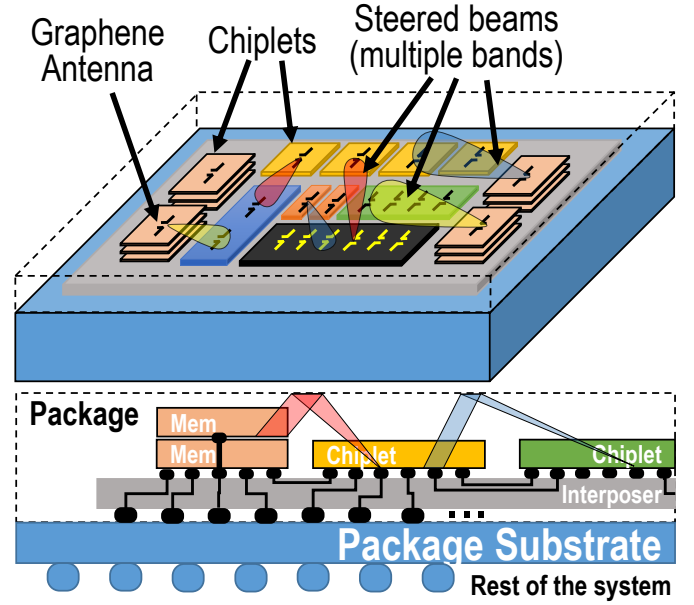 Graphene
Antenna
Chiplets
Steered beams
(multiple bands)
Package
Mem
Mem
Chiplet
Chiplet
Interposer
...
Package Substrate
Rest of the system